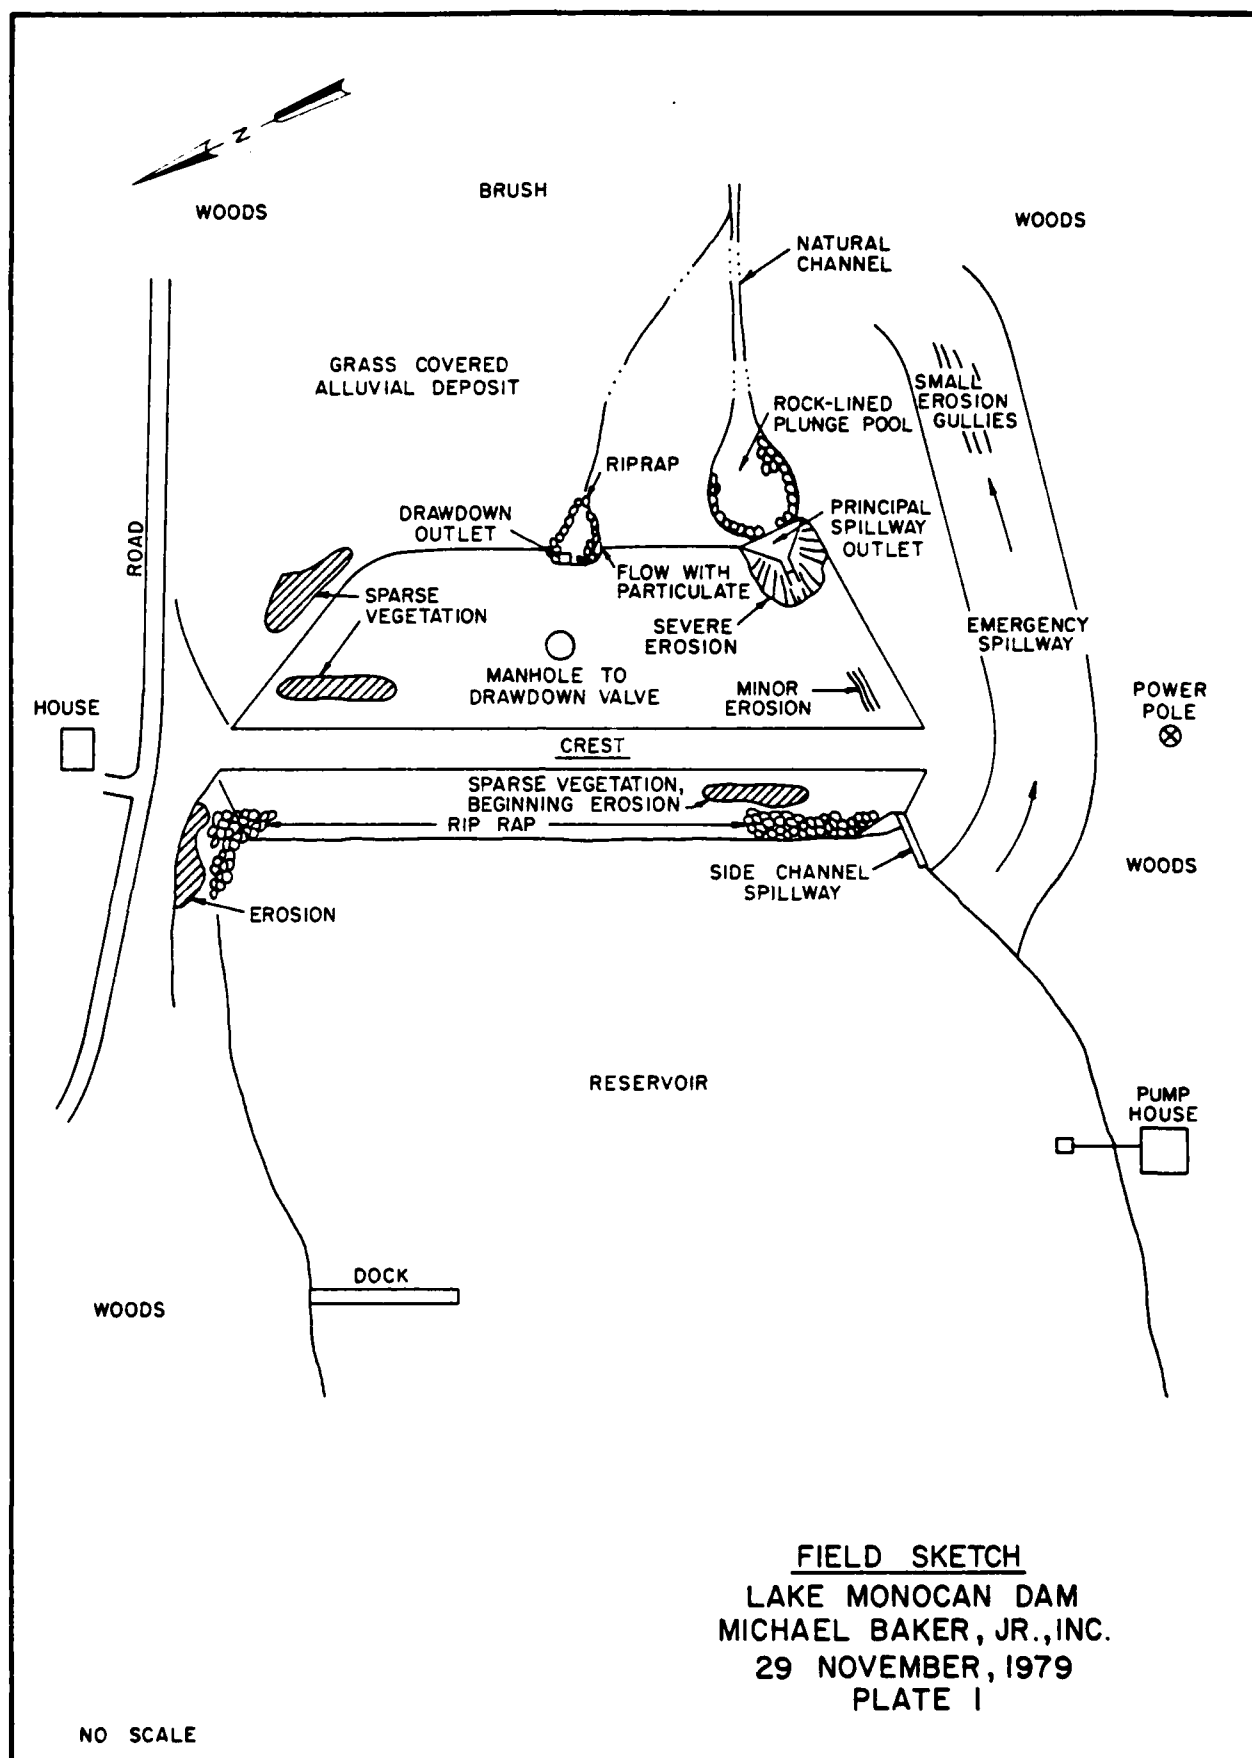 N
WOODS
BRUSH
WOODS
NATURAL
CHANNEL
GRASS COVERED
ALLUVIAL DEPOSIT
SMALL
EROSION
GULLIES
ROCK-LINED
PLUNGE POOL
RIPRAP
DRAWDOWN
OUTLET
PRINCIPAL
SPILLWAY
OUTLET
ROAD
FLOW WITH
PARTICULATE
SPARSE
VEGETATION
SEVERE
EROSION
EMERGENCY
SPILLWAY
MANHOLE TO
DRAWDOWN VALVE
MINOR
EROSION
POWER
POLE
HOUSE
CREST
SPARSE VEGETATION,
BEGINNING EROSION
RIP RAP
SIDE CHANNEL
SPILLWAY
WOODS
EROSION
RESERVOIR
PUMP
HOUSE
DOCK
WOODS
FIELD SKETCH
LAKE MONOCAN DAM
MICHAEL BAKER, JR., INC.
29 NOVEMBER, 1979
PLATE I
NO SCALE